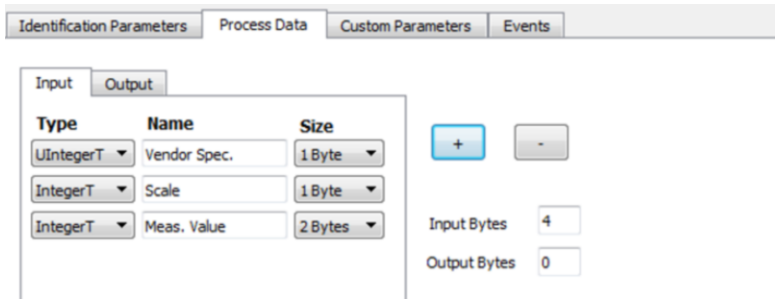 Identification Parameters Process Data Custom Parameters Events
Input Output
Type Name Size
UIntegerT Vendor Spec. 1 Byte + -
IntegerT Scale 1 Byte
IntegerT Meas. Value 2 Bytes Input Bytes 4
Output Bytes 0